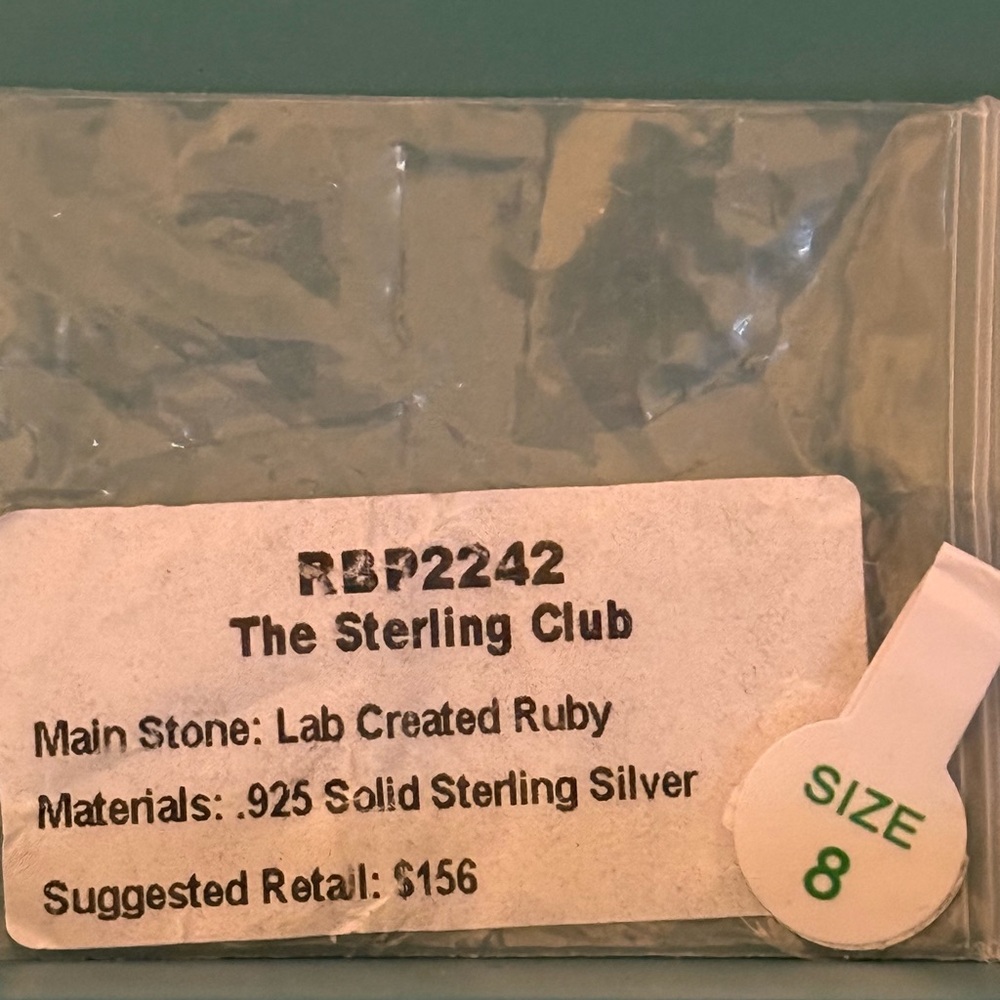 RBP2242
The Sterling Club
Main Stone: Lab Created Ruby
Materials: .925 Solid Sterling Silver
Suggested Retail: $156
SIZE
8